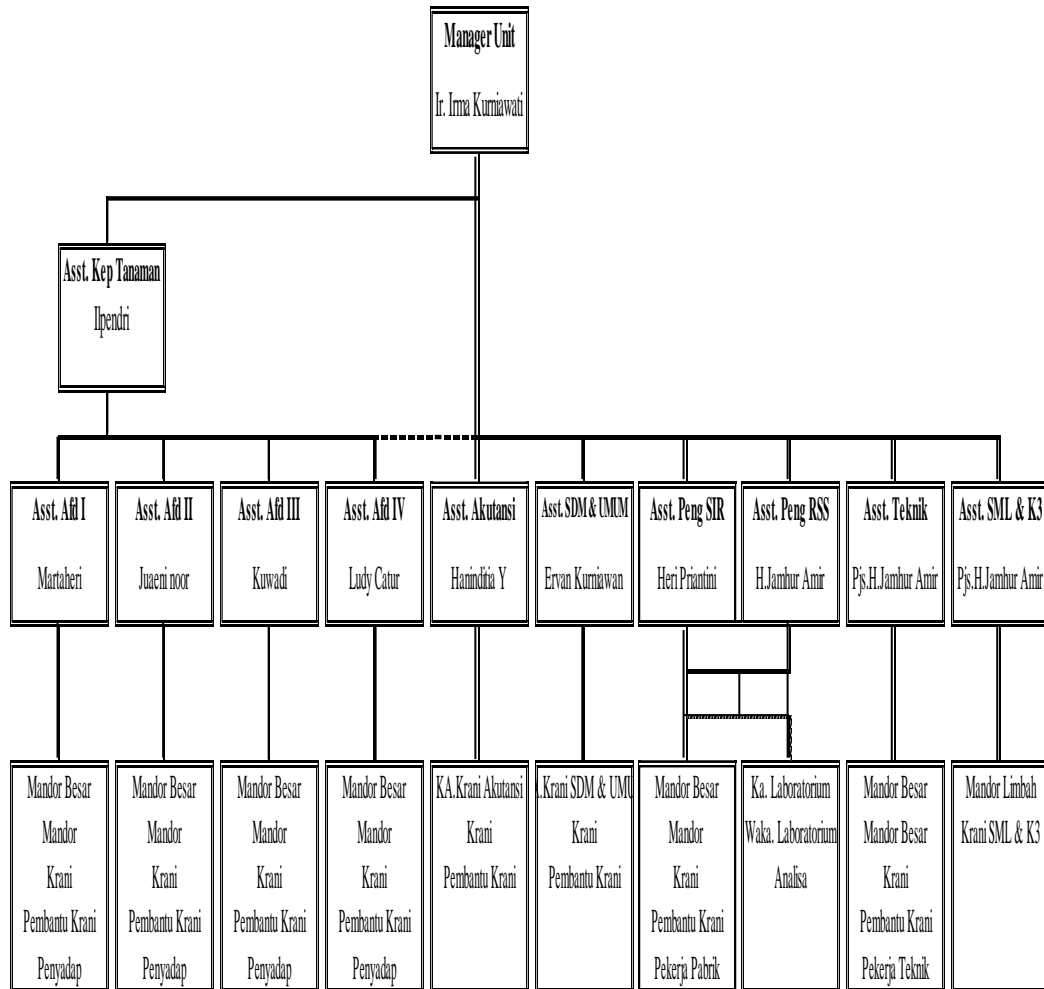 Manager Unit
Ir. Irma Kurniawati
Asst. Kep Tanaman
Ilpendri
Asst. Afd I
Martaheri
Asst. Afd II
Juaeni noor
Asst. Afd III
Kuwadi
Asst. Afd IV
Ludy Catur
Asst. Akutansi
Haninditia Y
Asst. SDM & UMUM
Ervan Kurniawan
Asst. Peng SIR
Heri Priantini
Asst. Peng RSS
H.Jamhur Amir
Asst. Teknik
Pjs.H.Jamhur Amir
Asst. SML & K3
Pjs.H.Jamhur Amir
Mandor Besar
Mandor
Krani
Pembantu Krani
Penyadap
Mandor Besar
Mandor
Krani
Pembantu Krani
Penyadap
Mandor Besar
Mandor
Krani
Pembantu Krani
Penyadap
Mandor Besar
Mandor
Krani
Pembantu Krani
Penyadap
KA.Krani Akutansi
Krani
Pembantu Krani
.Krani SDM & UMU
Krani
Pembantu Krani
Mandor Besar
Mandor
Krani
Pembantu Krani
Pekerja Pabrik
Ka. Laboratorium
Waka. Laboratorium
Analisa
Mandor Besar
Mandor Besar
Krani
Pembantu Krani
Pekerja Teknik
Mandor Limbah
Krani SML & K3